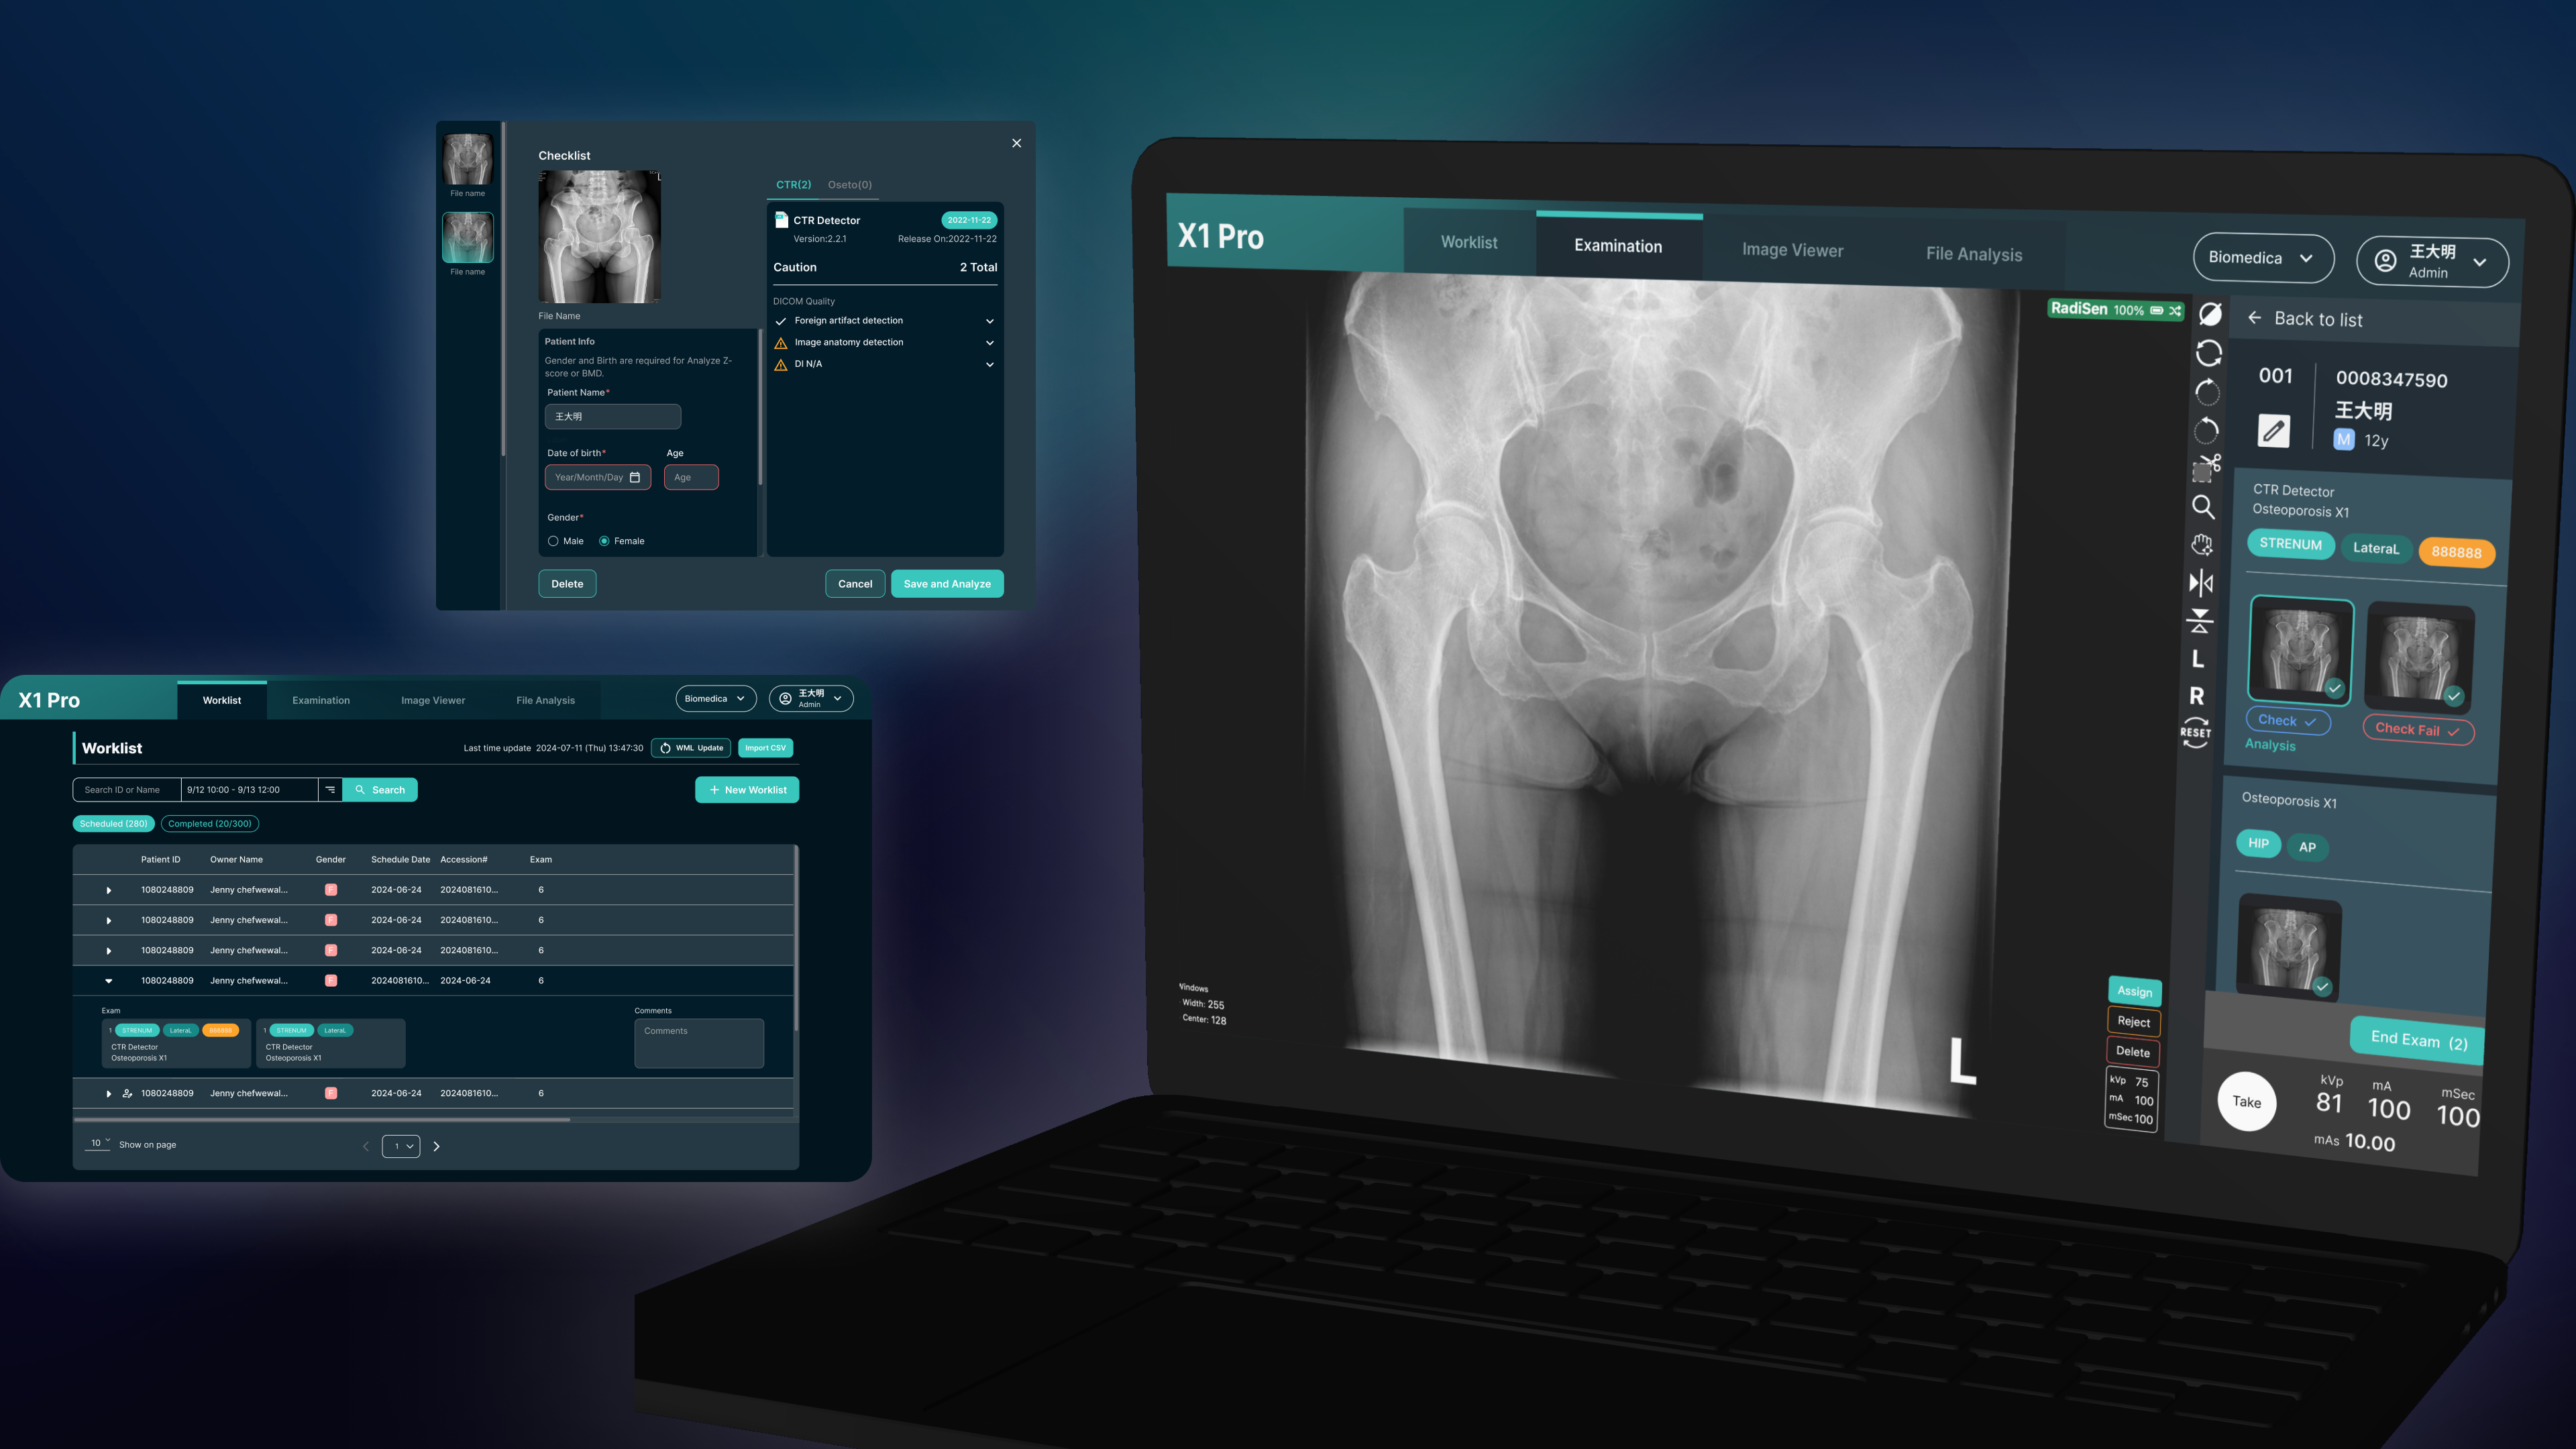 Checklist
File name
File name
File Name
Patient Info
Gender and Birth are required for Analyze Z-
score or BMD.
Patient Name*
王大明
Date of birth* Age
Year/Month/Day Age
Gender*
Male Female
CTR(2) Oseto(0)
CTR Detector 2022-11-22
Version:2.2.1 Release On:2022-11-22
Caution 2 Total
DICOM Quality
Foreign artifact detection
Image anatomy detection
DI N/A
Delete Cancel Save and Analyze
X1 Pro Worklist Examination Image Viewer File Analysis Biomedica 王大明
Admin
Worklist Last time update 2024-07-11 (Thu) 13:47:30 WML Update Import CSV
Search ID or Name 9/12 10:00 - 9/13 12:00 Search + New Worklist
Scheduled (280) Completed (20/300)
Patient ID Owner Name Gender Schedule Date Accession# Exam
1080248809 Jenny chefwewal... F 2024-06-24 2024081610... 6
1080248809 Jenny chefwewal... F 2024-06-24 2024081610... 6
1080248809 Jenny chefwewal... F 2024-06-24 2024081610... 6
1080248809 Jenny chefwewal... F 2024081610... 2024-06-24 6
Exam Comments
1 STRENUM LateraL 888888 1 STRENUM LateraL Comments
CTR Detector CTR Detector
Osteoporosis X1 Osteoporosis X1
1080248809 Jenny chefwewal... F 2024-06-24 2024081610... 6
10 Show on page 1
X1 Pro Worklist Examination Image Viewer File Analysis Biomedica 王大明
Admin
RadiSen 100%
L
R
RESET
Back to list
001 0008347590
王大明
M 12y
CTR Detector
Osteoporosis X1
STRENUM LateraL 888888
Check Check Fail
Analysis
Osteoporosis X1
HIP AP
Windows
Width: 255
Center: 128
L
Assign
Reject
Delete
kVp 75
mA 100
mSec 100
End Exam (2)
Take
kVp mA mSec
81 100 100
mAs 10.00